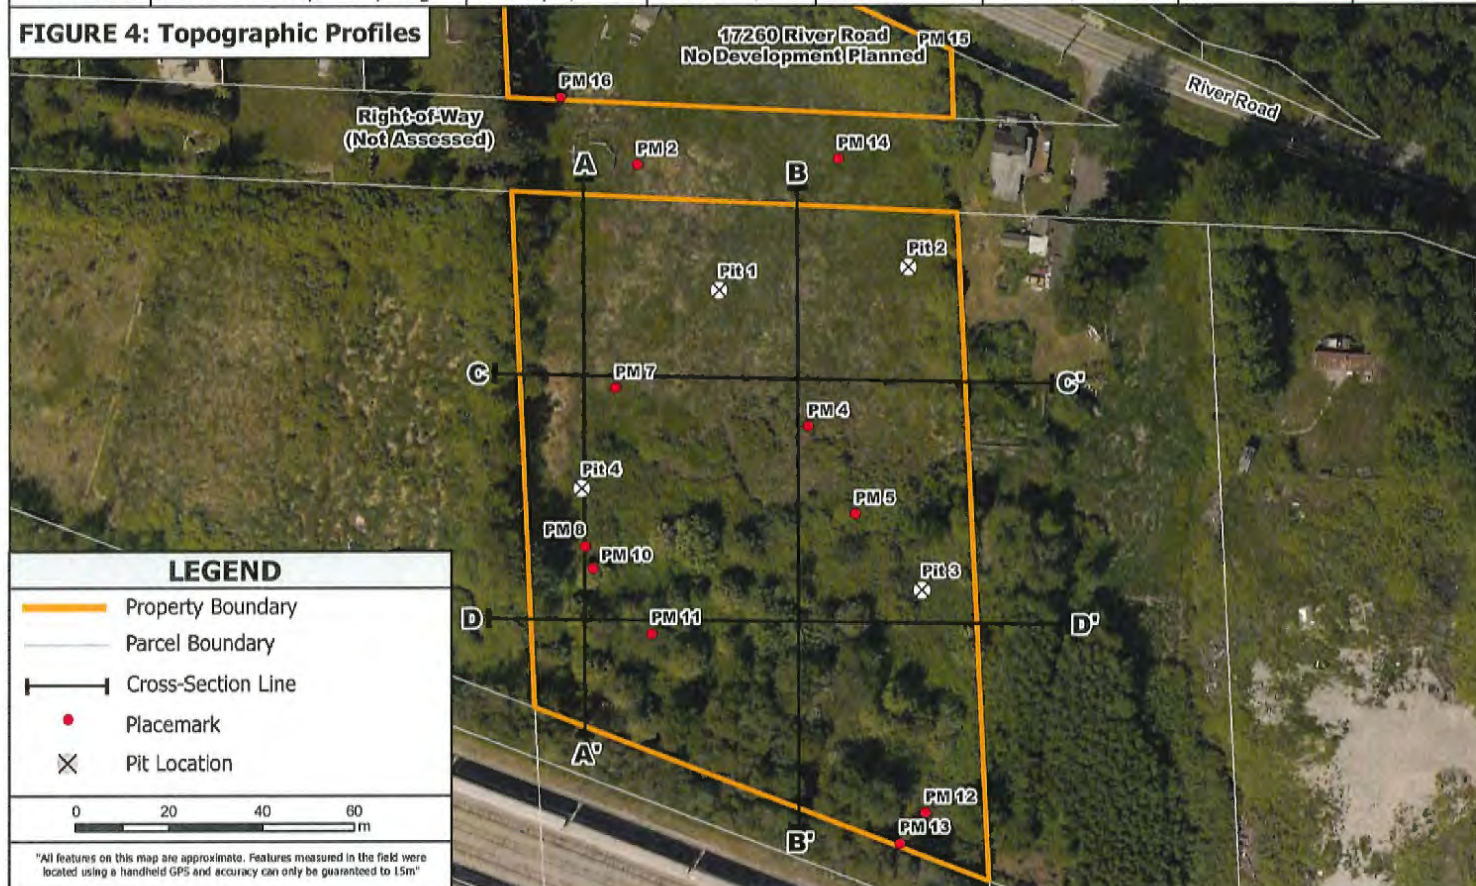 FIGURE 4: Topographic Profiles
17260 River Road
No Development Planned
PM 15
River Road
PM 16
Right-of-Way
(Not Assessed)
PM 2
PM 14
A
B
Pit 2
Pit 1
C
PM 7
C'
PM 4
Pit 4
PM 5
PM 8
PM 10
Pit 3
D
PM 11
D'
A'
PM 12
PM 13
B'
LEGEND
Property Boundary
Parcel Boundary
Cross-Section Line
Placemark
Pit Location
0 20 40 60
m
"All features on this map are approximate. Features measured in the field were
located using a handheld GPS and accuracy can only be guaranteed to 15m"